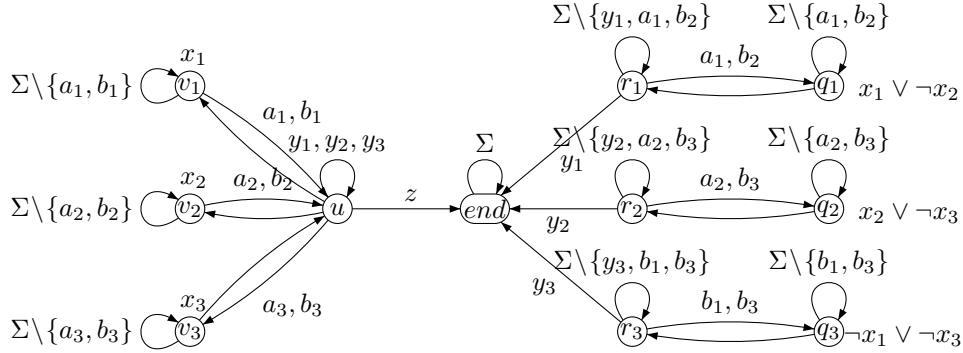 Σ\{y₁, a₁, b₂} Σ\{a₁, b₂}
x₁
a₁, b₂
Σ\{a₁, b₁} v₁ r₁ q₁ x₁ ∨ ¬x₂
a₁, b₁
y₁, y₂, y₃ Σ Σ\{y₂, a₂, b₃} Σ\{a₂, b₃}
y₁
x₂ a₂, b₂ z a₂, b₃
Σ\{a₂, b₂} v₂ u end r₂ q₂ x₂ ∨ ¬x₃
y₂
Σ\{y₃, b₁, b₃} Σ\{b₁, b₃}
y₃
x₃ a₃, b₃ b₁, b₃
Σ\{a₃, b₃} v₃ r₃ q₃ ¬x₁ ∨ ¬x₃